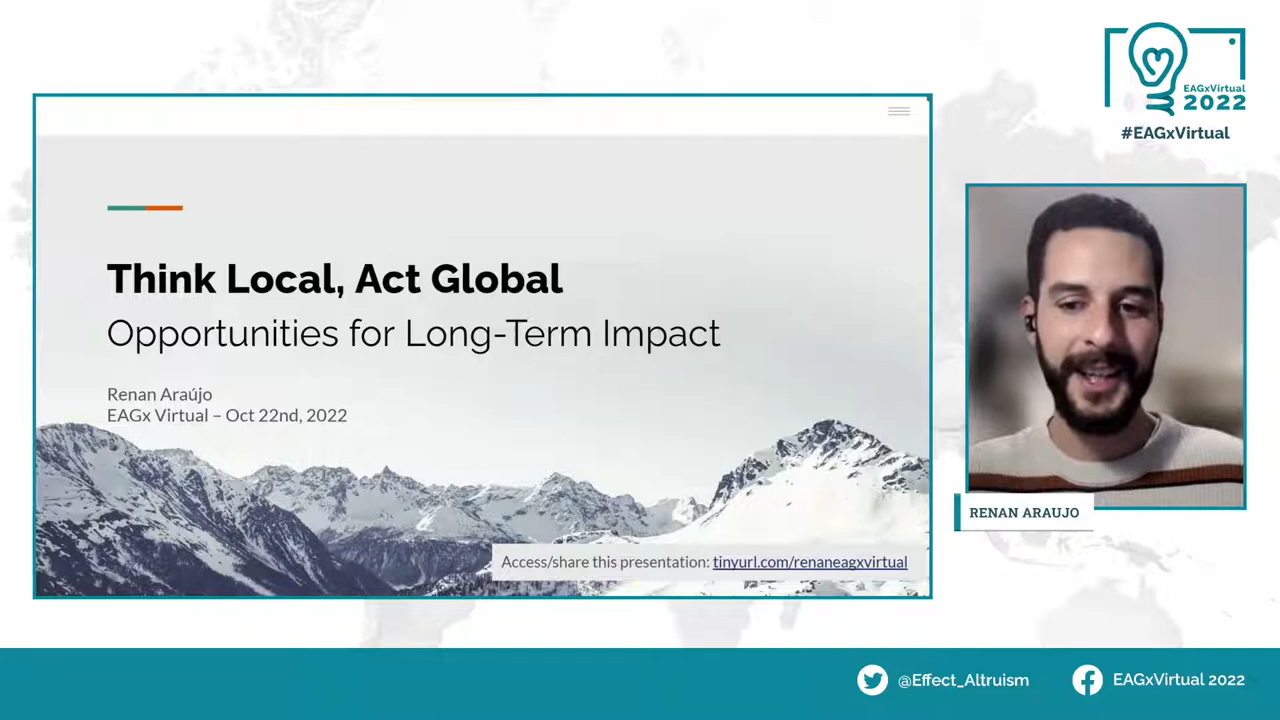 EAGxVirtual
2022
#EAGxVirtual
Think Local, Act Global
Opportunities for Long-Term Impact
Renan Araújo
EAGx Virtual – Oct 22nd, 2022
Access/share this presentation: tinyurl.com/renaneagxvirtual
RENAN ARAUJO
@Effect_Altruism
EAGxVirtual 2022